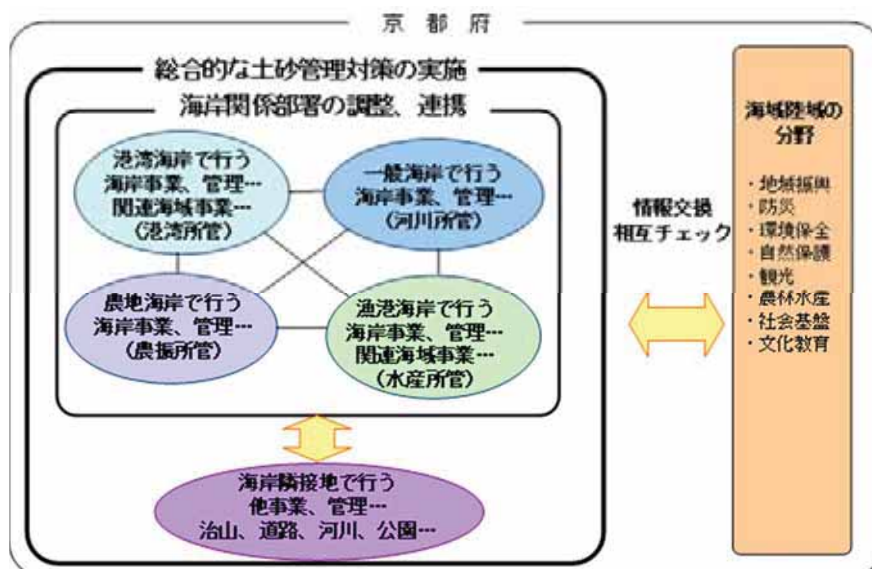 京都府
総合的な土砂管理対策の実施
海岸関係部署の調整、連携
港湾海岸で行う
海岸事業、管理…
関連海域事業…
(港湾所管)
一般海岸で行う
海岸事業、管理…
(河川所管)
農地海岸で行う
海岸事業、管理…
(農振所管)
漁港海岸で行う
海岸事業、管理…
関連海域事業…
(水産所管)
海岸隣接地で行う
他事業、管理…
治山、道路、河川、公園…
情報交換
相互チェック
海域陸域の
分野
・地域振興
・防災
・環境保全
・自然保護
・観光
・農林水産
・社会基盤
・文化教育